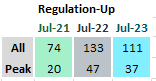 Regulation-Up
Jul-21 Jul-22 Jul-23
All 74 133 111
Peak 20 47 37